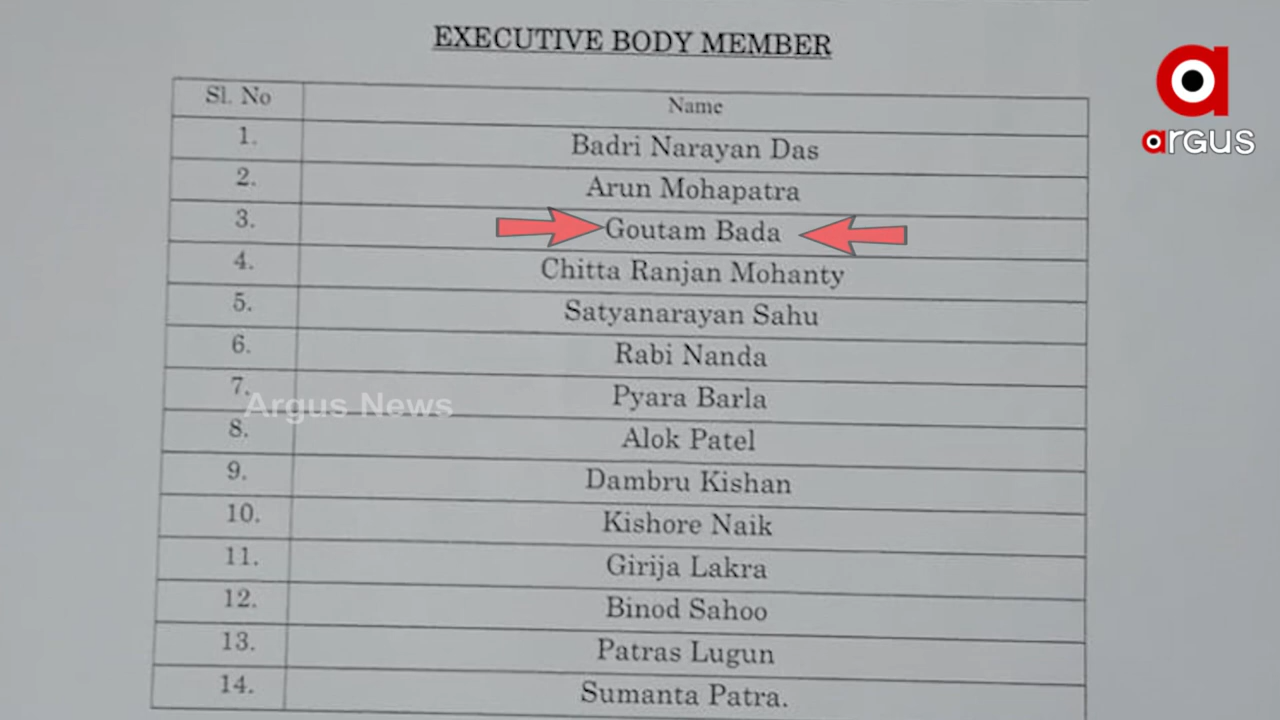 EXECUTIVE BODY MEMBER
Sl. No Name
1. Badri Narayan Das
2. Arun Mohapatra
3. Goutam Bada
4. Chitta Ranjan Mohanty
5. Satyanarayan Sahu
6. Rabi Nanda
7. Pyara Barla
8. Alok Patel
9. Dambru Kishan
10. Kishore Naik
11. Girija Lakra
12. Binod Sahoo
13. Patras Lugun
14. Sumanta Patra.
argus
Argus News